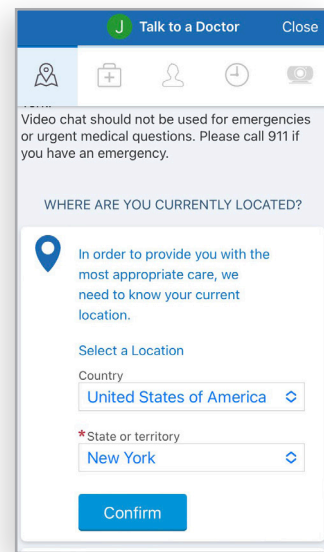 J Talk to a Doctor Close
Video chat should not be used for emergencies
or urgent medical questions. Please call 911 if
you have an emergency.
WHERE ARE YOU CURRENTLY LOCATED?
In order to provide you with the
most appropriate care, we
need to know your current
location.
Select a Location
Country
United States of America
*State or territory
New York
Confirm